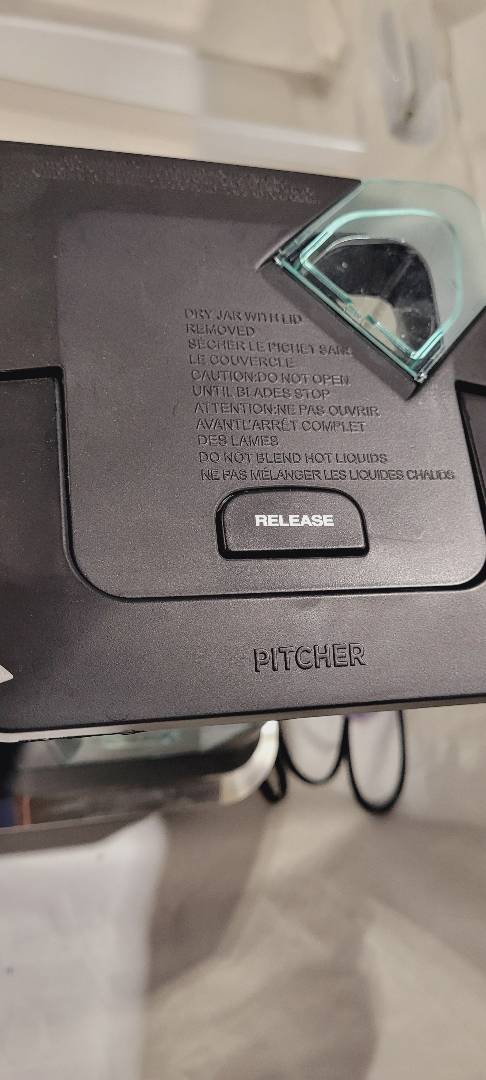 DRY JAR WITH LID
REMOVED
SÉCHER LE PICHET SANS
LE COUVERCLE
CAUTION:DO NOT OPEN
UNTIL BLADES STOP
ATTENTION:NE PAS OUVRIR
AVANT L'ARRÊT COMPLET
DES LAMES
DO NOT BLEND HOT LIQUIDS
NE PAS MÉLANGER LES LIQUIDES CHAUDS
RELEASE
PITCHER